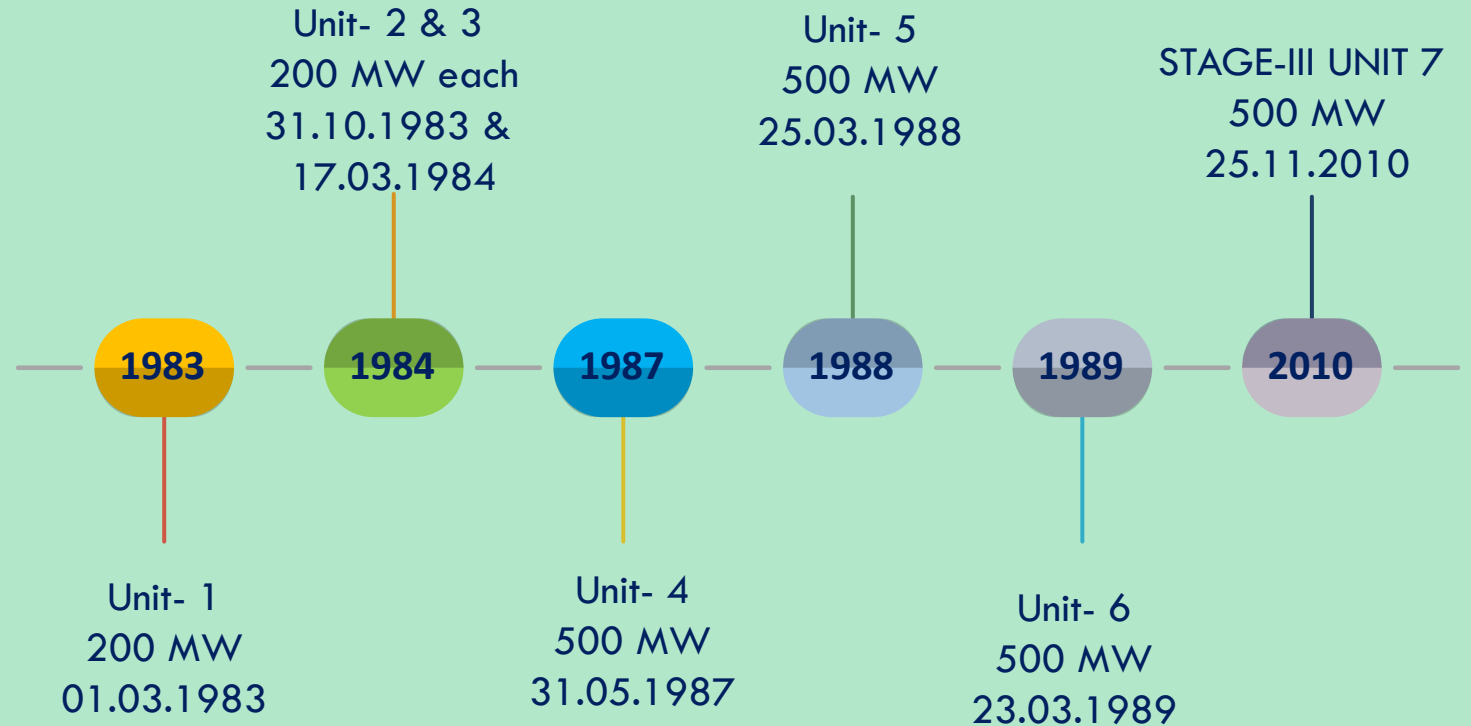 Unit- 2 & 3
200 MW each
31.10.1983 &
17.03.1984
Unit- 5
500 MW
25.03.1988
STAGE-III UNIT 7
500 MW
25.11.2010
1983
1984
1987
1988
1989
2010
Unit- 1
200 MW
01.03.1983
Unit- 4
500 MW
31.05.1987
Unit- 6
500 MW
23.03.1989